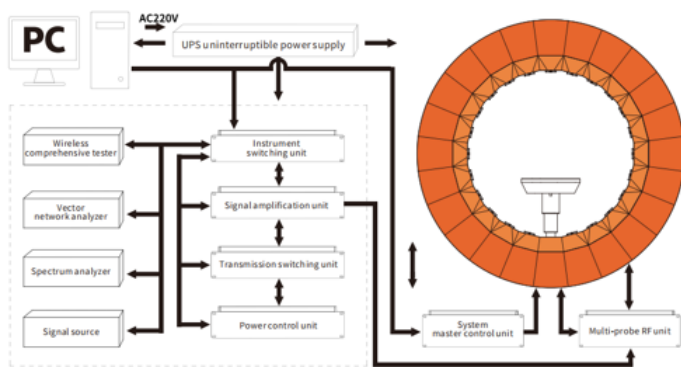 AC220V
PC
UPS uninterruptible power supply
Wireless
comprehensive tester
Instrument
switching unit
Vector
network analyzer
Signal amplification unit
Spectrum analyzer
Transmission switching unit
Signal source
Power control unit
System
master control unit
Multi-probe RF unit